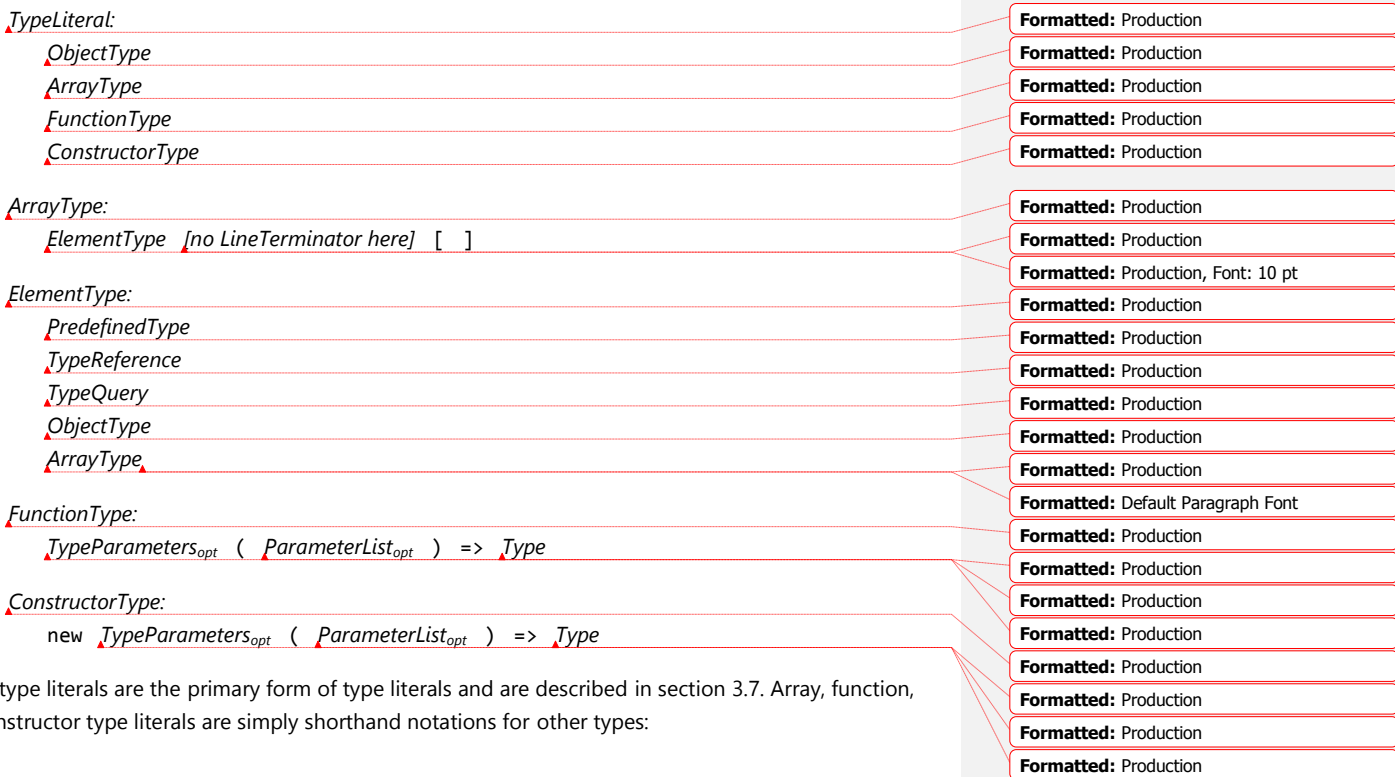 TypeLiteral:
ObjectType
ArrayType
FunctionType
ConstructorType
ArrayType:
ElementType [no LineTerminator here] [ ]
ElementType:
PredefinedType
TypeReference
TypeQuery
ObjectType
ArrayType
FunctionType:
TypeParametersopt ( ParameterListopt ) => Type
ConstructorType:
new TypeParametersopt ( ParameterListopt ) => Type
type literals are the primary form of type literals and are described in section 3.7. Array, function,
nstructor type literals are simply shorthand notations for other types:
Formatted: Production
Formatted: Production
Formatted: Production
Formatted: Production
Formatted: Production
Formatted: Production
Formatted: Production
Formatted: Production, Font: 10 pt
Formatted: Production
Formatted: Production
Formatted: Production
Formatted: Production
Formatted: Production
Formatted: Production
Formatted: Default Paragraph Font
Formatted: Production
Formatted: Production
Formatted: Production
Formatted: Production
Formatted: Production
Formatted: Production
Formatted: Production
Formatted: Production